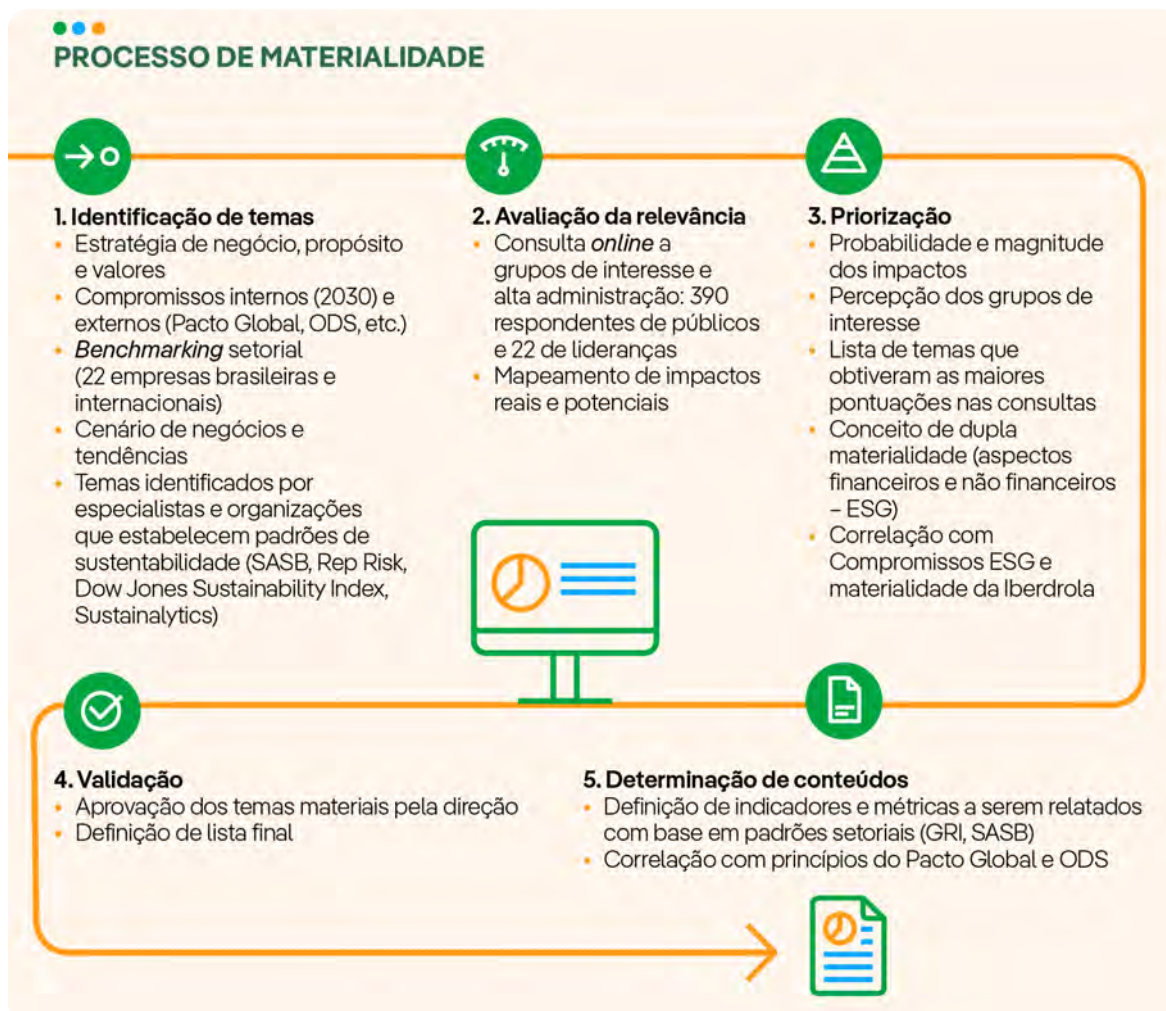 PROCESSO DE MATERIALIDADE
1. Identificação de temas
• Estratégia de negócio, propósito
e valores
• Compromissos internos (2030) e
externos (Pacto Global, ODS, etc.)
• Benchmarking setorial
(22 empresas brasileiras e
internacionais)
• Cenário de negócios e
tendências
• Temas identificados por
especialistas e organizações
que estabelecem padrões de
sustentabilidade (SASB, Rep Risk,
Dow Jones Sustainability Index,
Sustainalytics)
2. Avaliação da relevância
• Consulta online a
grupos de interesse e
alta administração: 390
respondentes de públicos
e 22 de lideranças
• Mapeamento de impactos
reais e potenciais
3. Priorização
• Probabilidade e magnitude
dos impactos
• Percepção dos grupos de
interesse
• Lista de temas que
obtiveram as maiores
pontuações nas consultas
• Conceito de dupla
materialidade (aspectos
financeiros e não financeiros
– ESG)
• Correlação com
Compromissos ESG e
materialidade da Iberdrola
4. Validação
• Aprovação dos temas materiais pela direção
• Definição de lista final
5. Determinação de conteúdos
• Definição de indicadores e métricas a serem relatados
com base em padrões setoriais (GRI, SASB)
• Correlação com princípios do Pacto Global e ODS